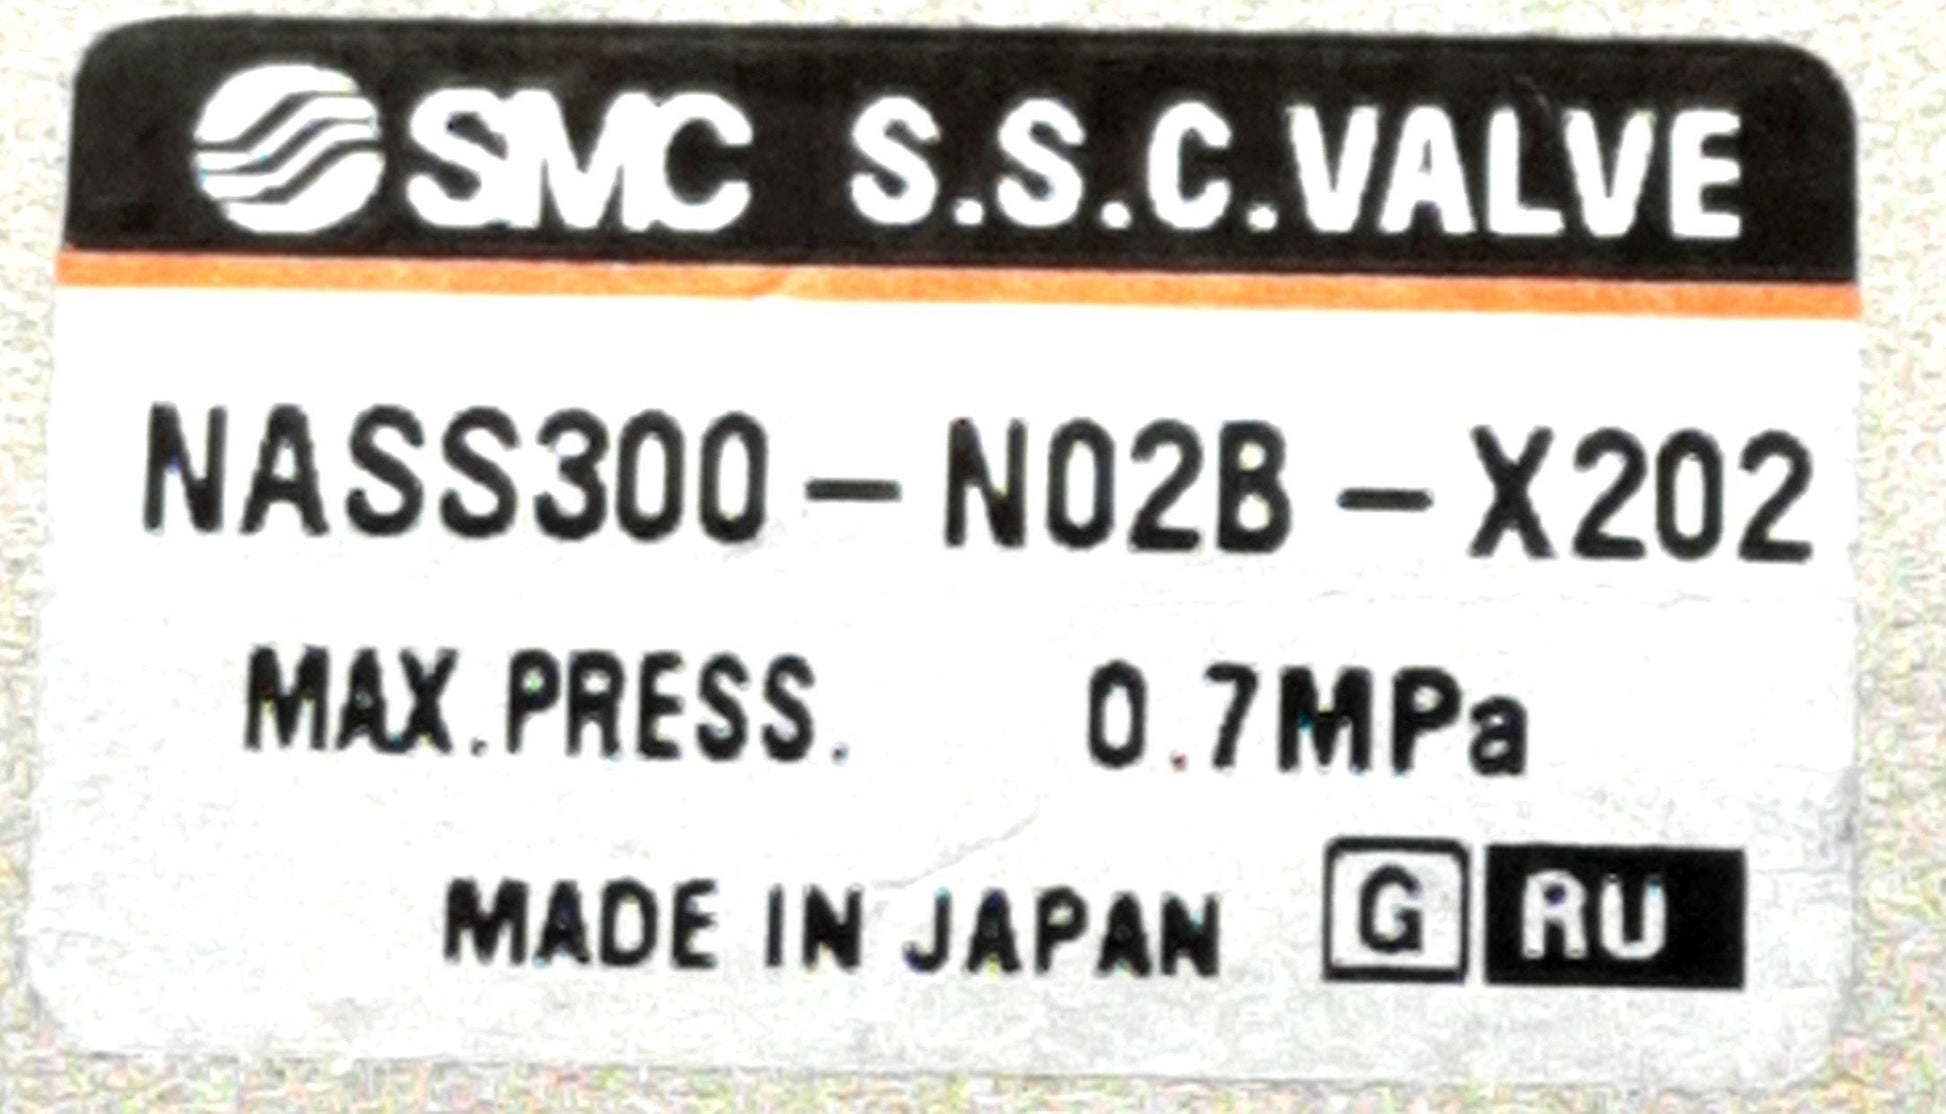 SMC S.S.C.VALVE
NASS300-N02B-X202
MAX.PRESS. 0.7MPa
MADE IN JAPAN G RU